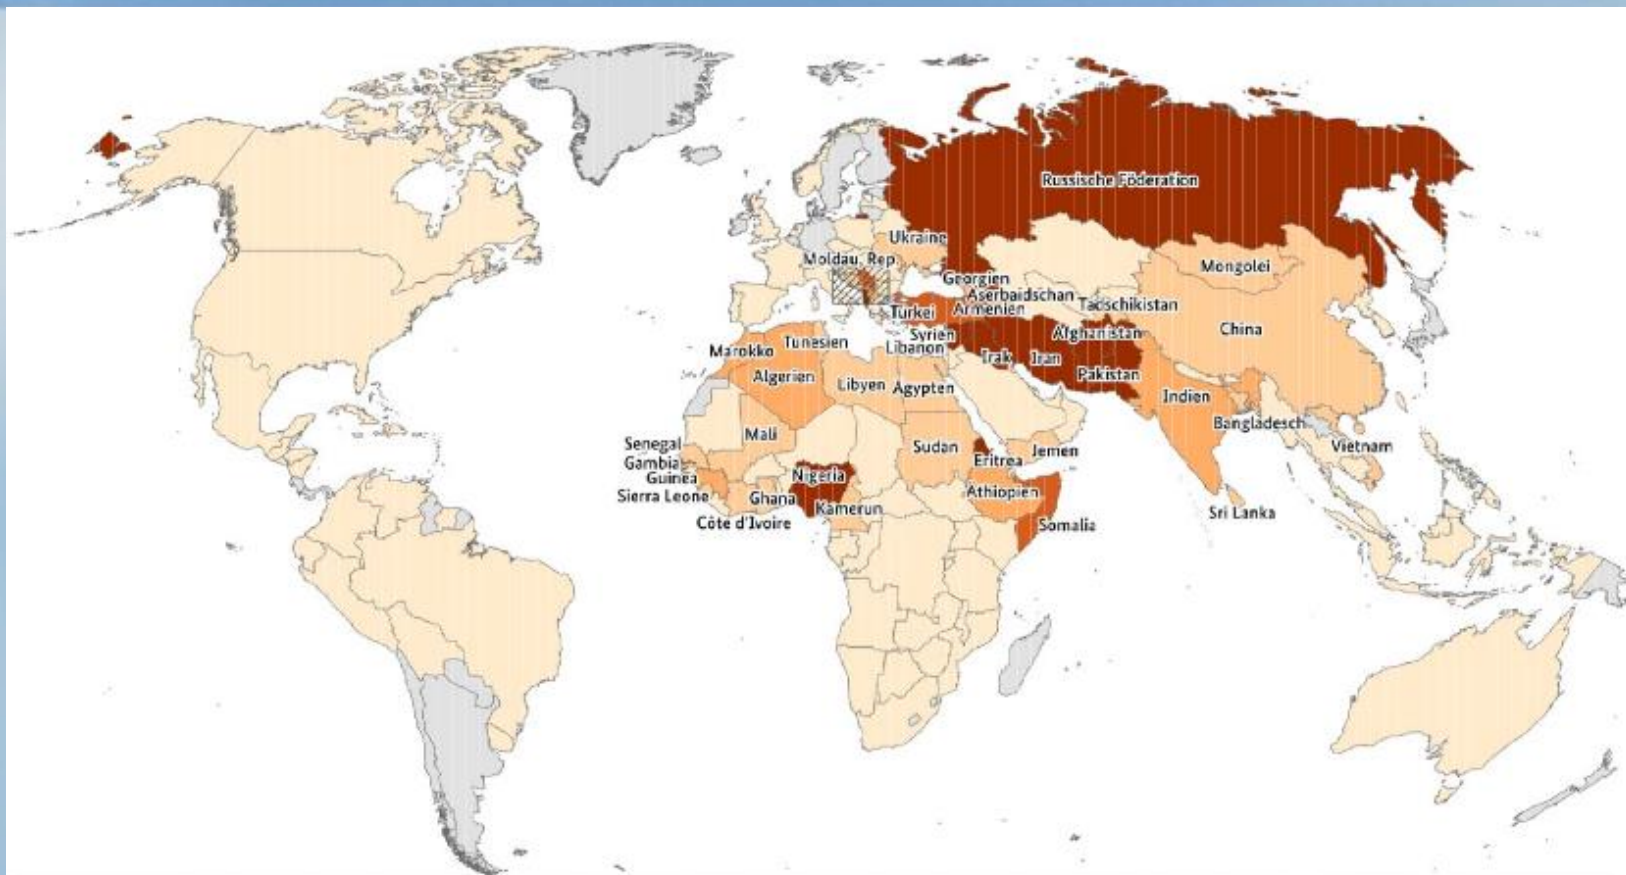 Russische Föderation
Ukraine
Moldau, Rep.
Mongolei
Georgien
Aserbaidschan
Tadschikistan
Armenien
Türkei
China
Syrien
Afghanistan
Tunesien
Marokko
Libanon
Irak
Iran
Algerien
Libyen
Ägypten
Pakistan
Indien
Bangladesch
Mali
Senegal
Sudan
Jemen
Vietnam
Gambia
Eritrea
Guinea
Nigeria
Sierra Leone
Ghana
Äthiopien
Kamerun
Sri Lanka
Côte d'Ivoire
Somalia